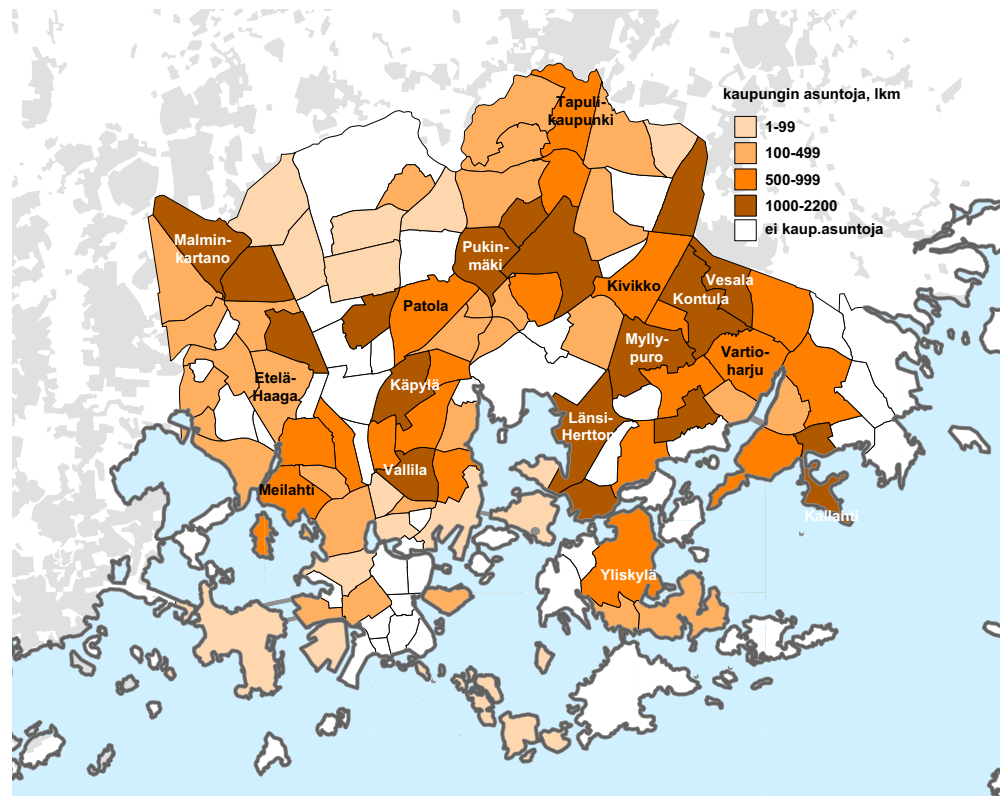 kaupungin asuntoja, lkm
1-99
100-499
500-999
1000-2200
ei kaup.asuntoja
Tapuli-
kaupunki
Malmin-
kartano
Pukin-
mäki
Patola
Kivikko
Vesala
Kontula
Mylly-
puro
Vartio-
harju
Etelä-
Haaga
Käpylä
Länsi-
Hertton
Vallila
Meilahti
Kallahti
Yliskylä